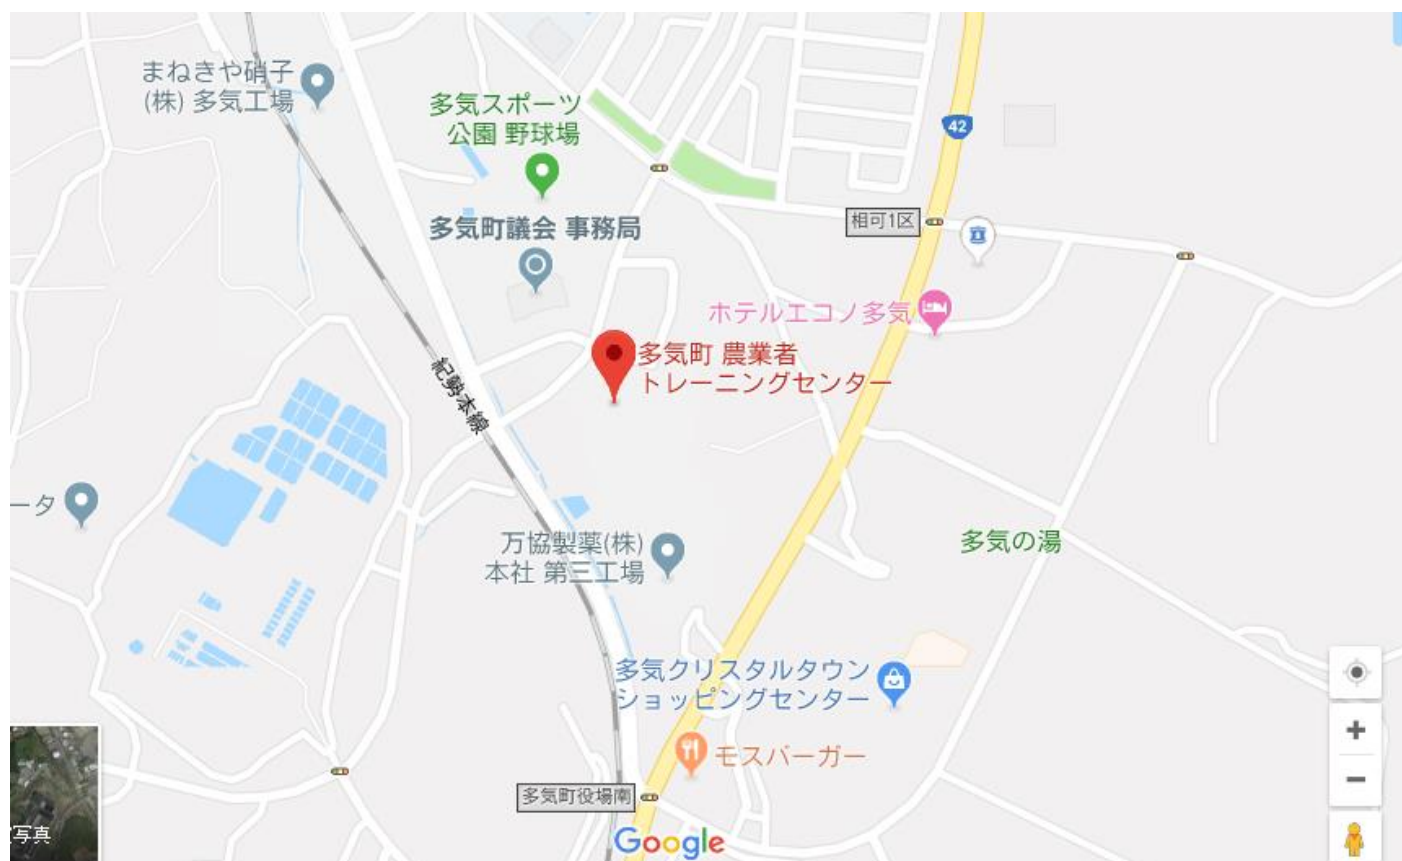 まねきや硝子
(株) 多気工場
多気スポーツ
公園 野球場
42
多気町議会 事務局
相可1区
ホテルエコノ多気
多気町 農業者
トレーニングセンター
紀勢本線
ータ
万協製薬(株)
本社 第三工場
多気の湯
多気クリスタルタウン
ショッピングセンター
モスバーガー
多気町役場南
写真
Google